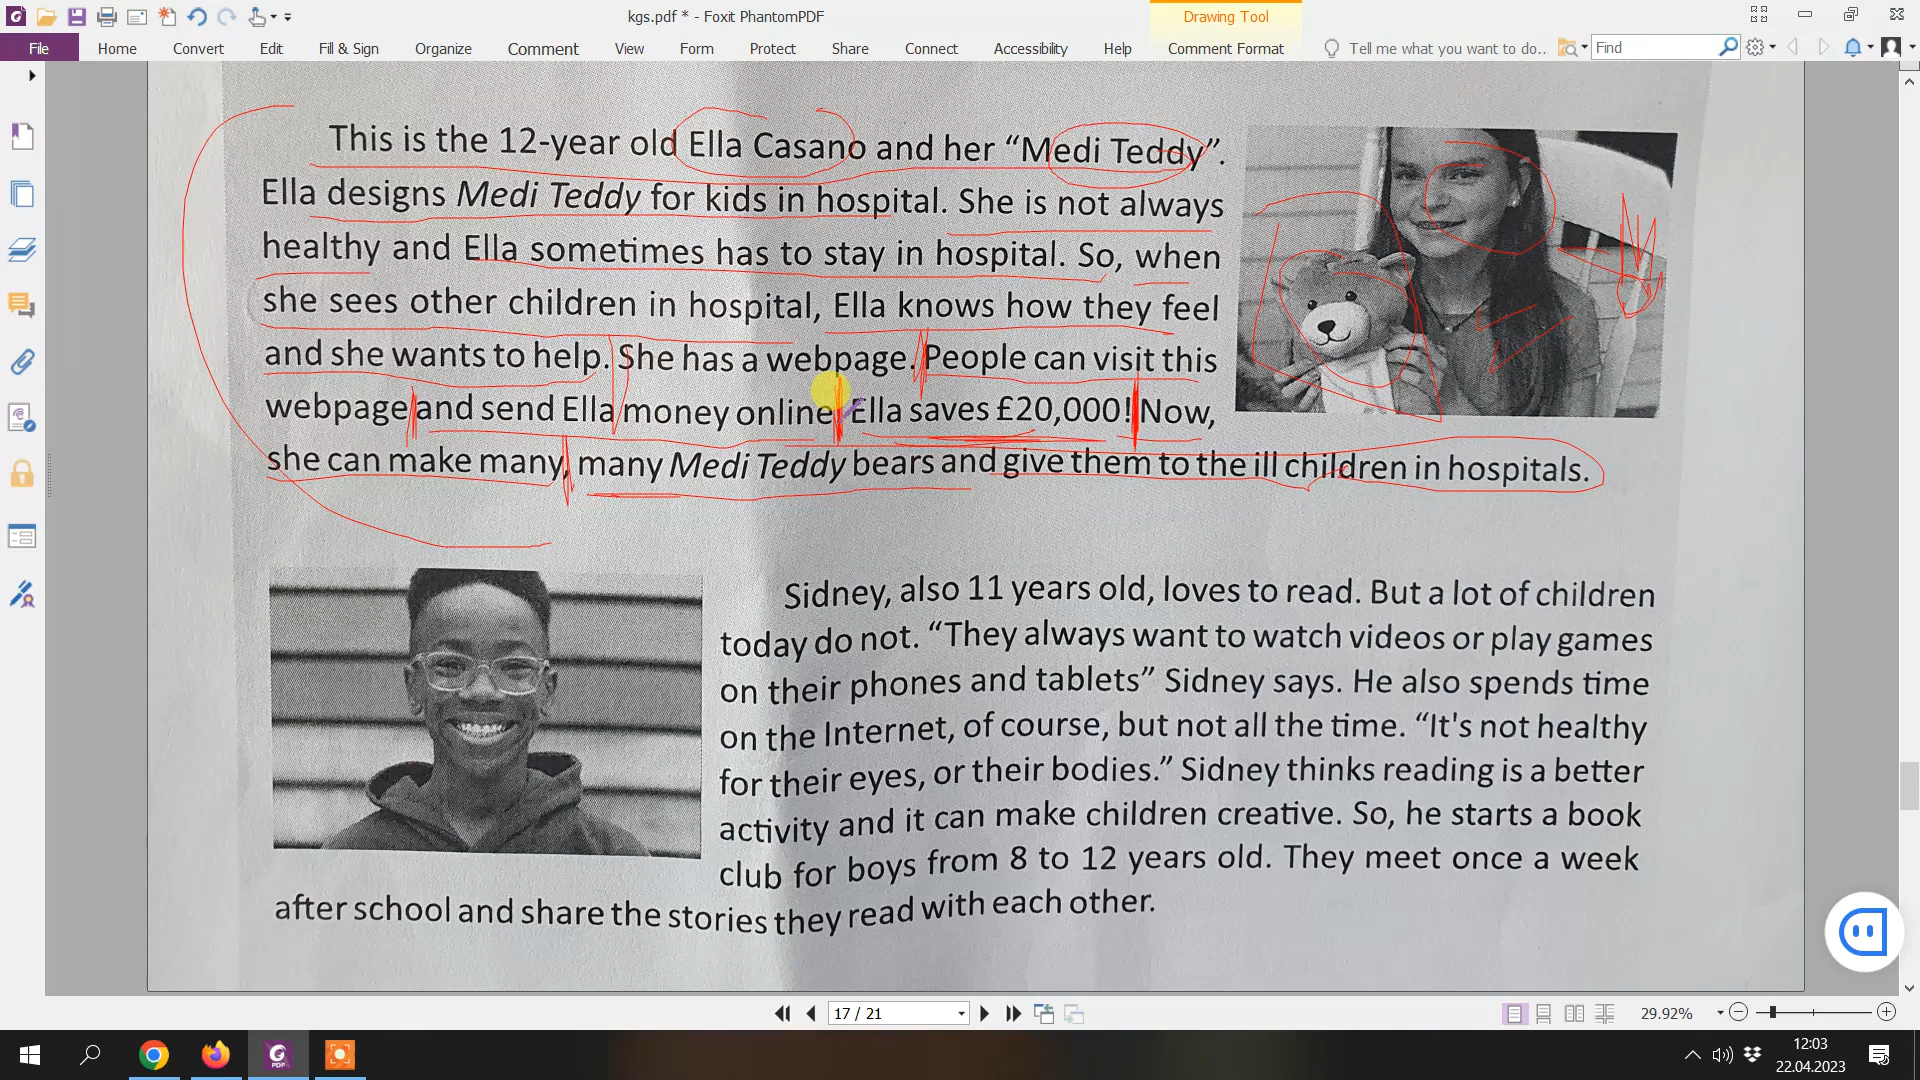 kgs.pdf * - Foxit PhantomPDF
Drawing Tool
File
Home
Convert
Edit
Fill & Sign
Organize
Comment
View
Form
Protect
Share
Connect
Accessibility
Help
Comment Format
Tell me what you want to do...
Find
This is the 12-year old Ella Casano and her “Medi Teddy”.
Ella designs Medi Teddy for kids in hospital. She is not always
healthy and Ella sometimes has to stay in hospital. So, when
she sees other children in hospital, Ella knows how they feel
and she wants to help. She has a webpage. People can visit this
webpage and send Ella money online. Ella saves £20,000! Now,
she can make many, many Medi Teddy bears and give them to the ill children in hospitals.
Sidney, also 11 years old, loves to read. But a lot of children
today do not. “They always want to watch videos or play games
on their phones and tablets” Sidney says. He also spends time
on the Internet, of course, but not all the time. “It's not healthy
for their eyes, or their bodies.” Sidney thinks reading is a better
activity and it can make children creative. So, he starts a book
club for boys from 8 to 12 years old. They meet once a week
after school and share the stories they read with each other.
17 / 21
29.92%
PDF
12:03
22.04.2023